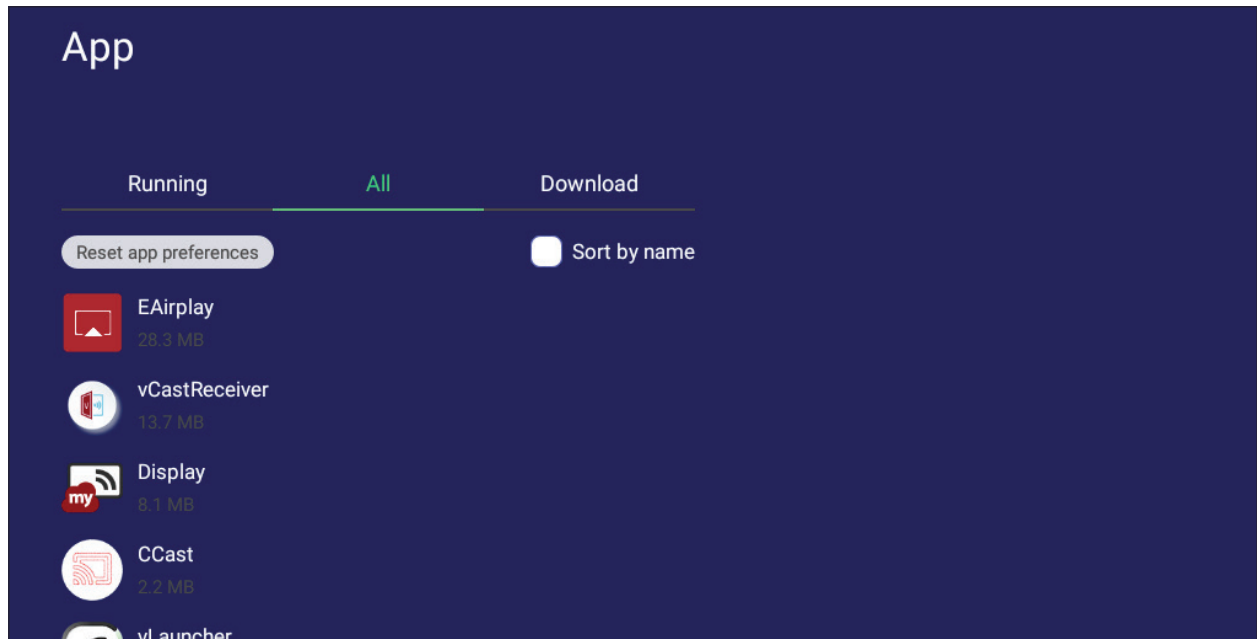 App
Running All Download
Reset app preferences Sort by name
EAirplay
28.3 MB
vCastReceiver
13.7 MB
my
Display
8.1 MB
CCast
2.2 MB
vLauncher